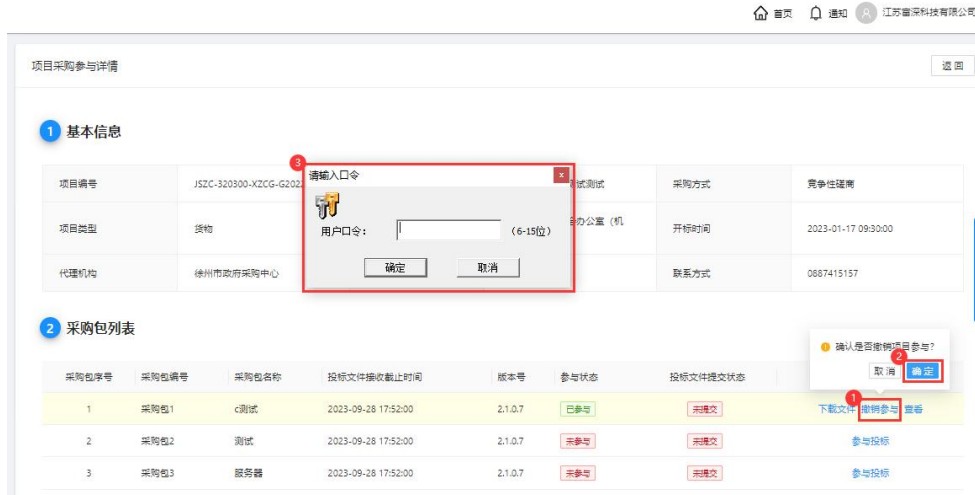 首页 通知 江苏富深科技有限公司
项目采购参与详情 返回
1 基本信息
项目编号 JSZC-320300-XZCG-G202 测试测试 采购方式 竞争性磋商
项目类型 货物 办公室（机 开标时间 2023-01-17 09:30:00
代理机构 徐州市政府采购中心 联系方式 0887415157
3
请输入口令 x
用户口令： （6-15位）
确定 取消
2 采购包列表
确认是否撤销项目参与？
2
取消 确定
采购包序号 采购包编号 采购包名称 投标文件接收截止时间 版本号 参与状态 投标文件提交状态
1
1 采购包1 c测试 2023-09-28 17:52:00 2.1.0.7 已参与 未提交 下载文件 撤销参与 查看
2 采购包2 测试 2023-09-28 17:52:00 2.1.0.7 未参与 未提交 参与投标
3 采购包3 服务器 2023-09-28 17:52:00 2.1.0.7 未参与 未提交 参与投标